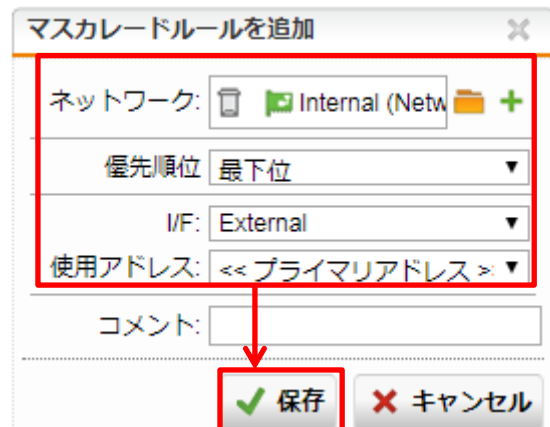 マスカレードルールを追加
ネットワーク: Internal (Netw
優先順位 最下位
I/F: External
使用アドレス: << プライマリアドレス >
コメント:
保存 キャンセル